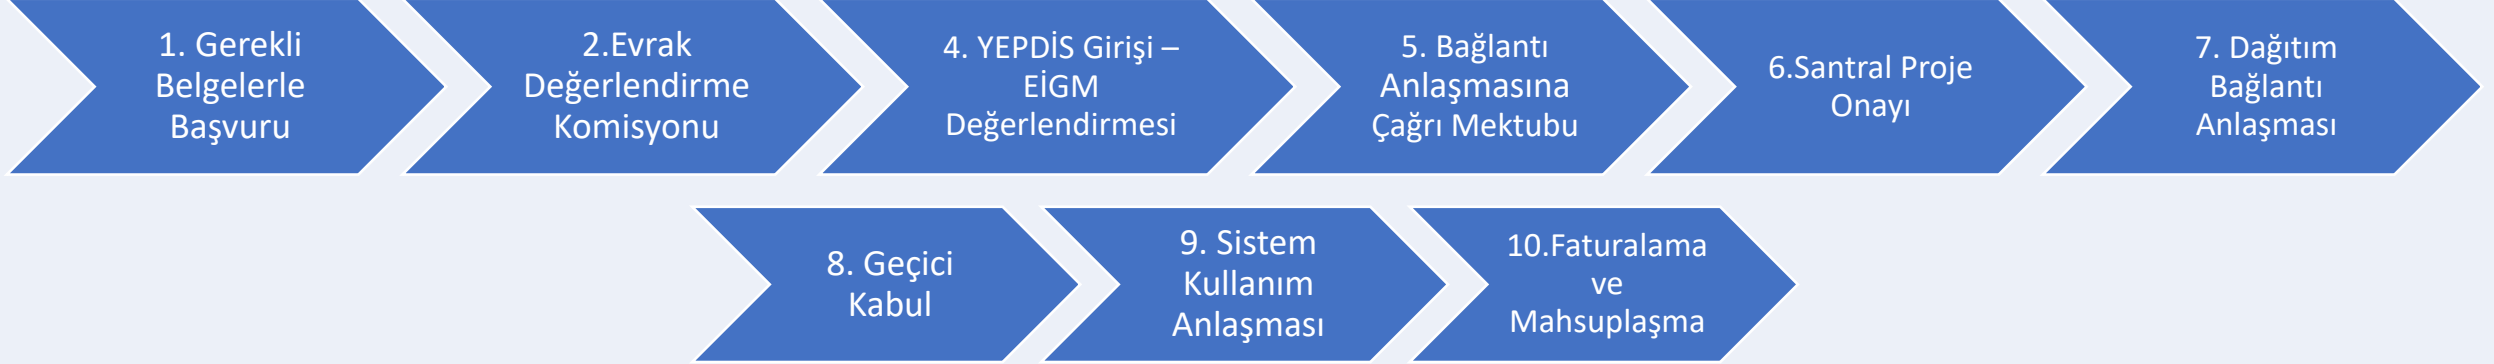 1. Gerekli
Belgelerle
Başvuru
2.Evrak
Değerlendirme
Komisyonu
4. YEPDİS Girişi –
EİGM
Değerlendirmesi
5. Bağlantı
Anlaşmasına
Çağrı Mektubu
6.Santral Proje
Onayı
7. Dağıtım
Bağlantı
Anlaşması
8. Geçici
Kabul
9. Sistem
Kullanım
Anlaşması
10.Faturalama
ve
Mahsuplaşma